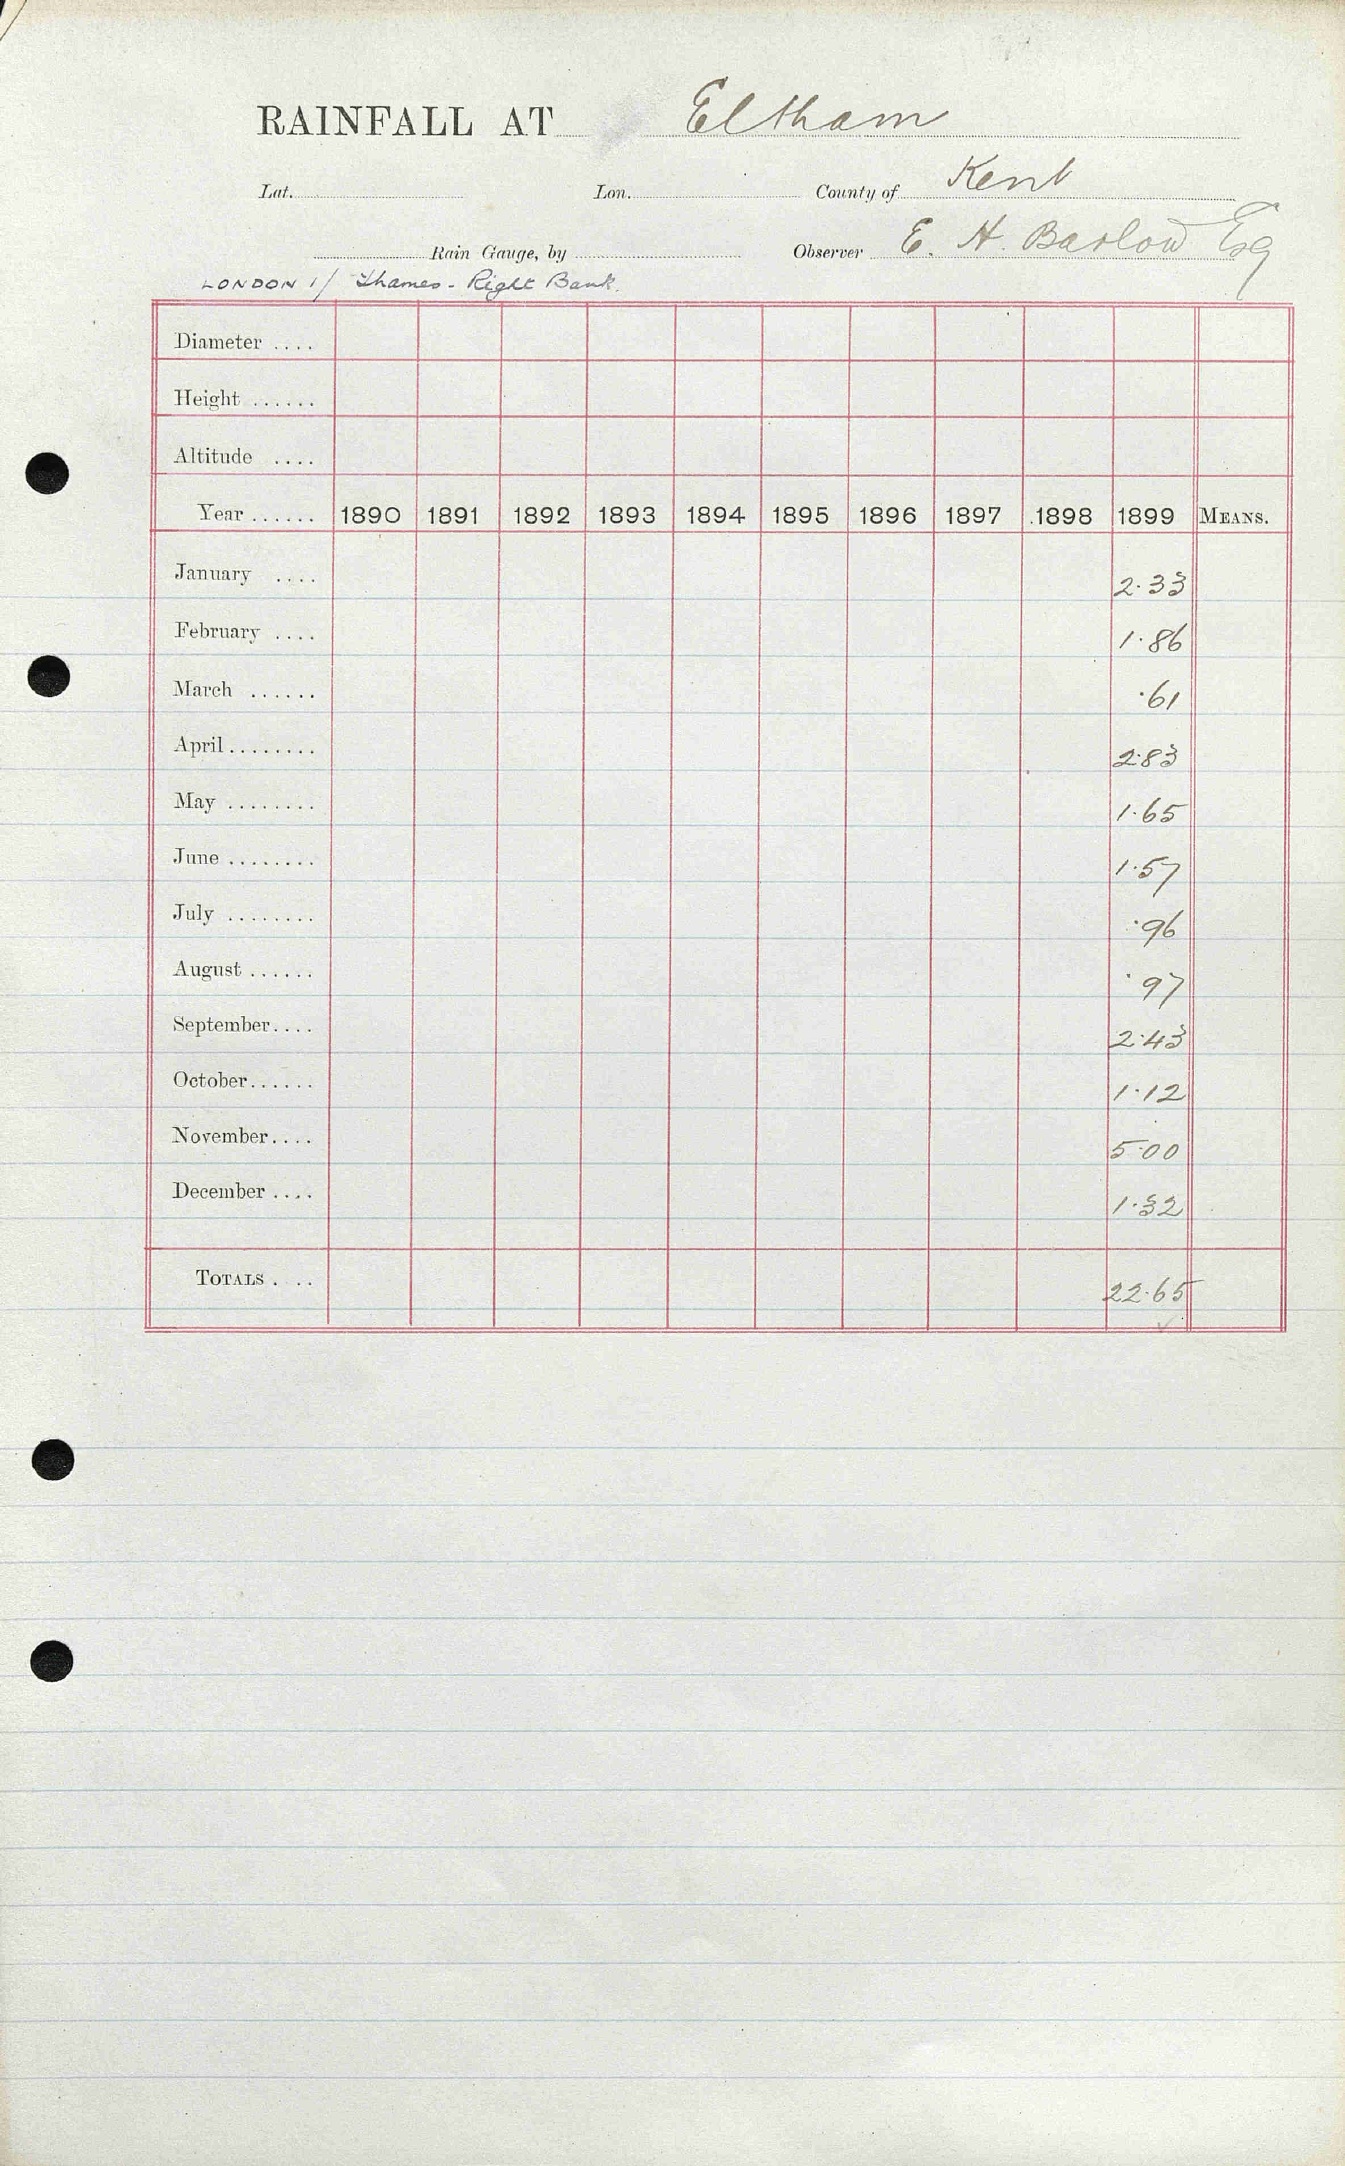 RAINFALL AT Eltham
Lat. Lon. County of Kent
Rain Gauge, by Observer E. H. Barlow Esq
LONDON 1/ Thames - Right Bank.
Diameter ....
Height ......
Altitude ....
Year ...... 1890 1891 1892 1893 1894 1895 1896 1897 1898 1899 MEANS.
January .... 2.33
February .... 1.86
March ...... .61
April ........ 2.83
May ........ 1.65
June ........ 1.57
July ........ .96
August ...... .97
September .... 2.43
October ...... 1.12
November .... 5.00
December .... 1.32
TOTALS . .. 22.65